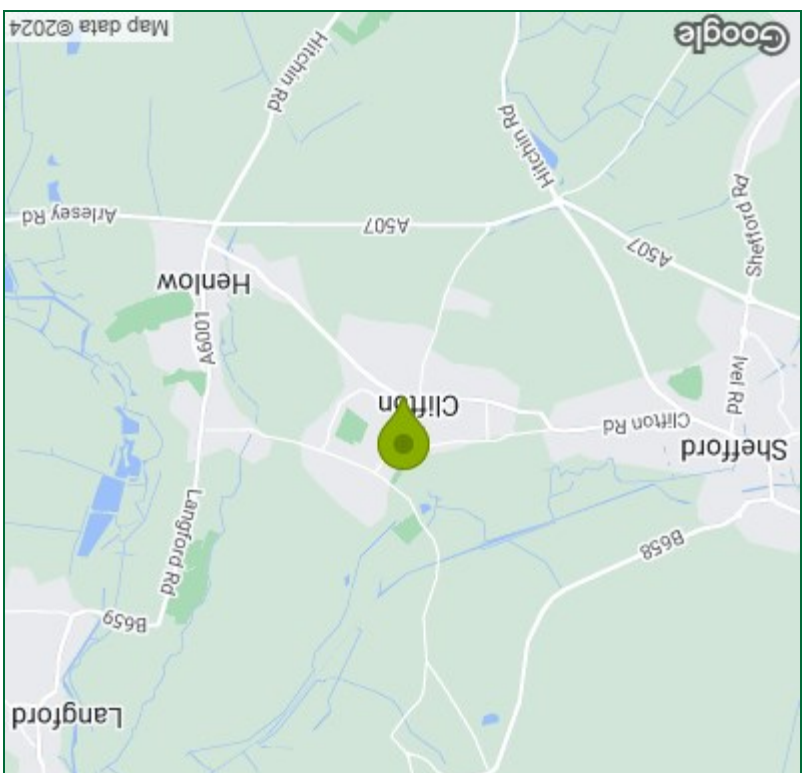 Langford
B659
B658
Langford Rd
Shefford
Clifton Rd
Clifton
Ivel Rd
A6001
Henlow
A507
Shefford Rd
A507
Arlesey Rd
Hitchin Rd
Hitchin Rd
Google
Map data ©2024